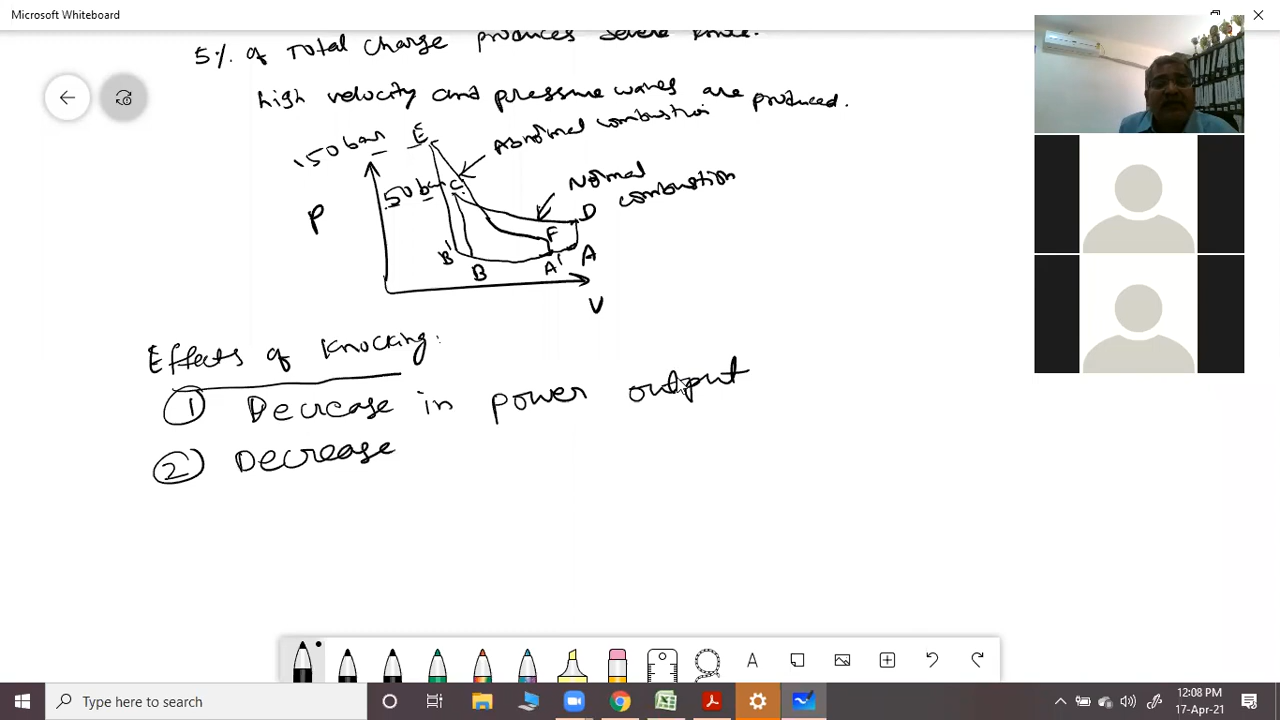 Microsoft Whiteboard
5% of Total charge produces severe
high velocity and pressure waves are produced.
150 bar E Abnormal combustion
50 bar C Normal combustion
P
D
F
B' B A' A
V
Effects of Knocking:
1 Decrease in power output
2 Decrease
A
Type here to search
12:08 PM
17-Apr-21